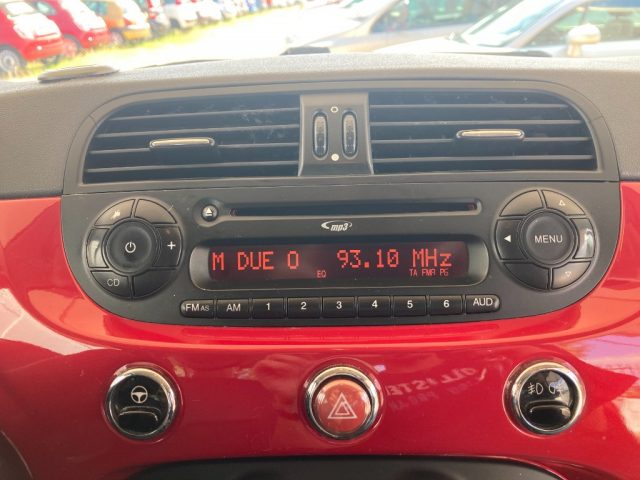 mp3
M DUE O 93.10 MHz
EQ TA FMA PG
CD
MENU
FM AS AM 1 2 3 4 5 6 AUD